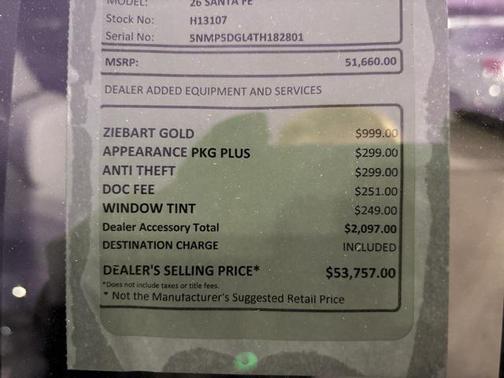 MODEL: 26 SANTA FE
Stock No: H13107
Serial No: 5NMP5DGL4TH182801
MSRP: 51,660.00
DEALER ADDED EQUIPMENT AND SERVICES
ZIEBART GOLD $999.00
APPEARANCE PKG PLUS $299.00
ANTI THEFT $299.00
DOC FEE $251.00
WINDOW TINT $249.00
Dealer Accessory Total $2,097.00
DESTINATION CHARGE INCLUDED
DEALER'S SELLING PRICE* $53,757.00
*Does not include taxes or title fees.
* Not the Manufacturer's Suggested Retail Price